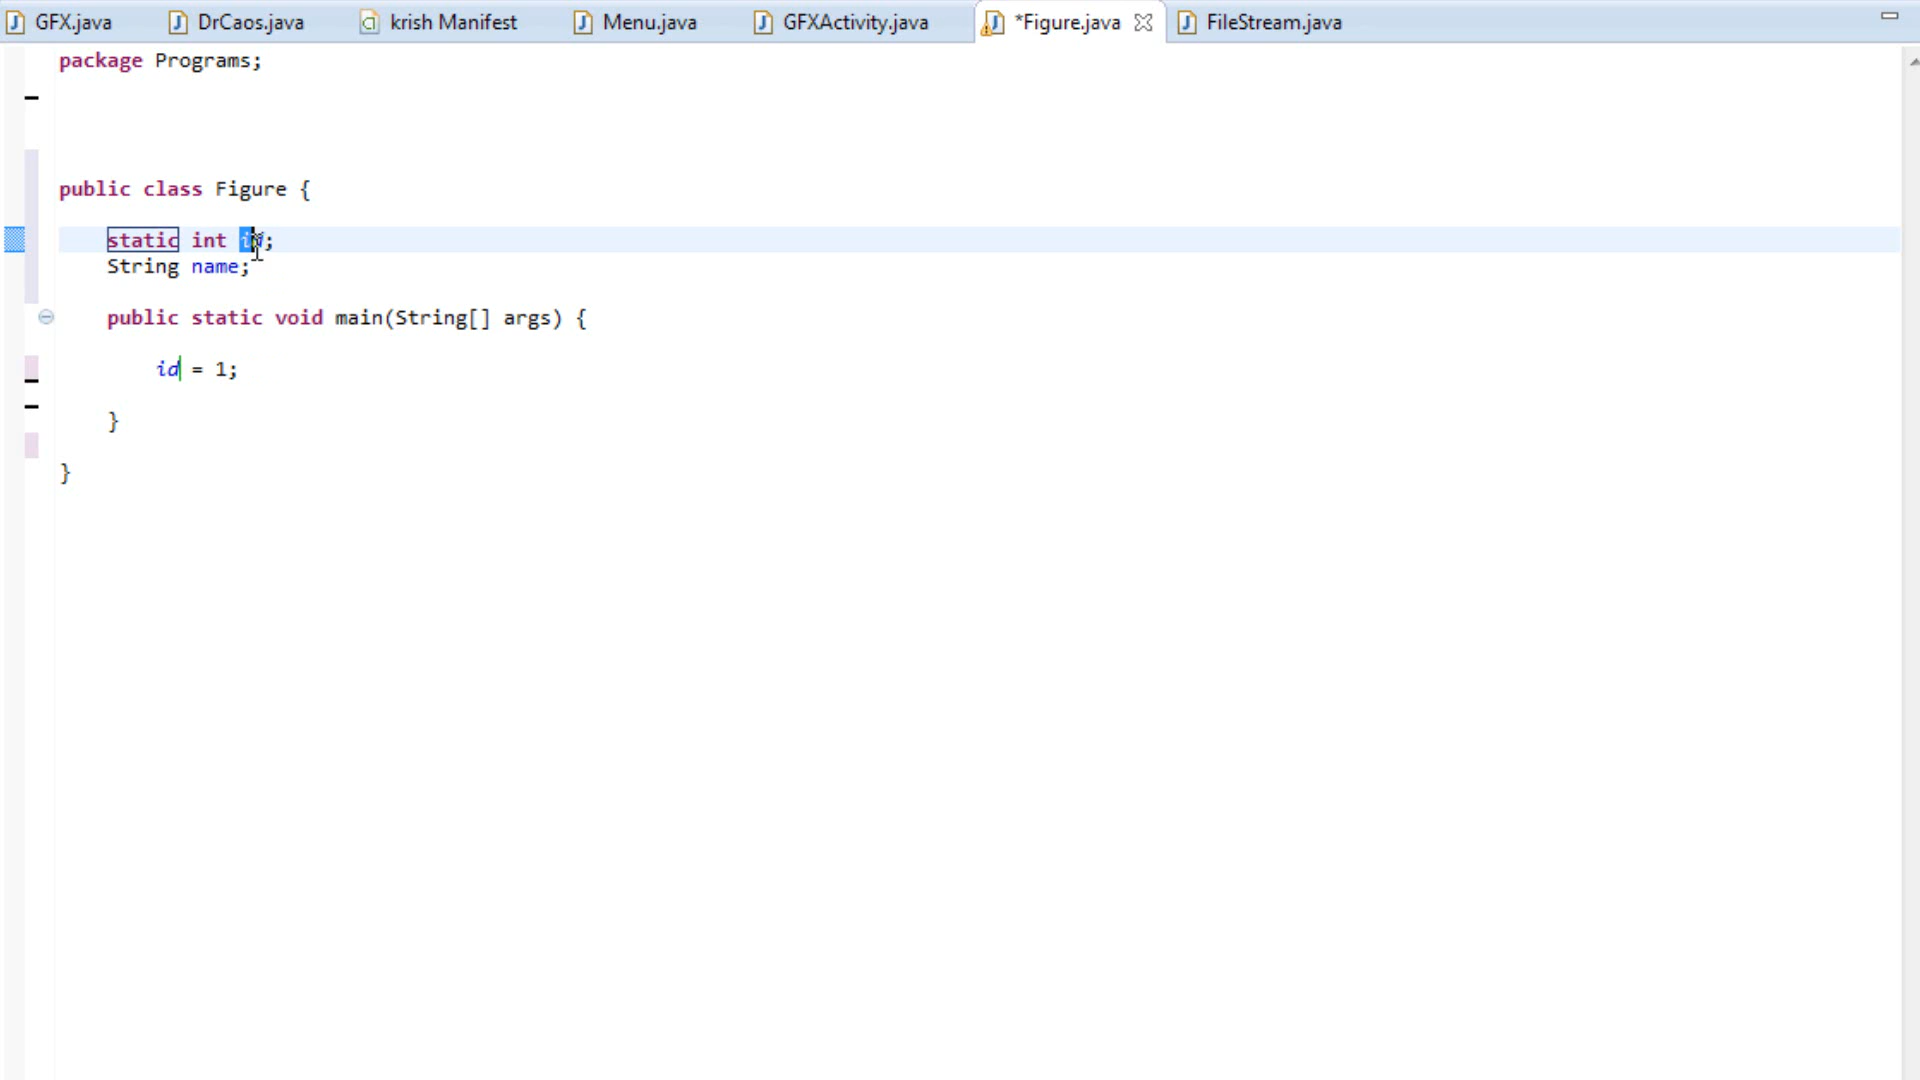 GFX.java DrCaos.java krish Manifest Menu.java GFXActivity.java *Figure.java FileStream.java
package Programs;
public class Figure {
static int id;
String name;
public static void main(String[] args) {
id = 1;
}
}